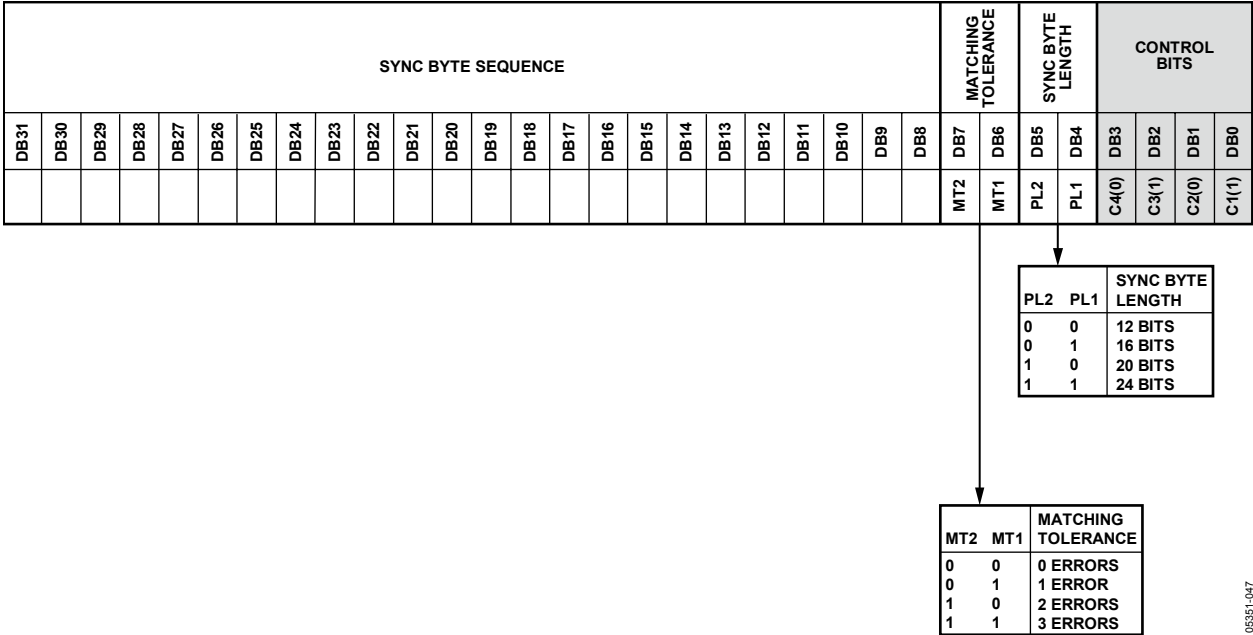 SYNC BYTE SEQUENCE
MATCHING
TOLERANCE
SYNC BYTE
LENGTH
CONTROL
BITS
DB31 DB30 DB29 DB28 DB27 DB26 DB25 DB24 DB23 DB22 DB21 DB20 DB19 DB18 DB17 DB16 DB15 DB14 DB13 DB12 DB11 DB10 DB9 DB8 DB7 DB6 DB5 DB4 DB3 DB2 DB1 DB0
MT2 MT1 PL2 PL1 C4(0) C3(1) C2(0) C1(1)
PL2 PL1 SYNC BYTE
LENGTH
0 0 12 BITS
0 1 16 BITS
1 0 20 BITS
1 1 24 BITS
MT2 MT1 MATCHING
TOLERANCE
0 0 0 ERRORS
0 1 1 ERROR
1 0 2 ERRORS
1 1 3 ERRORS
05351-047